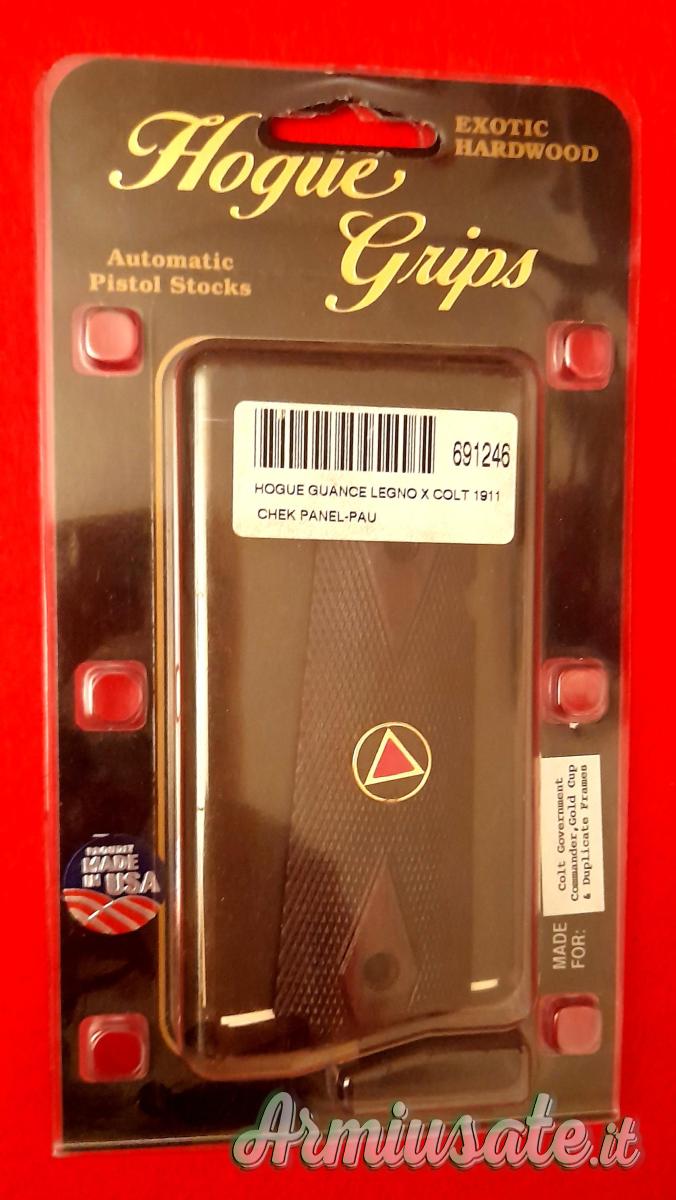 Hogue
Grips
EXOTIC
HARDWOOD
Automatic
Pistol Stocks
691246
HOGUE GUANCE LEGNO X COLT 1911
CHEK PANEL-PAU
PROUDLY
MADE
IN USA
MADE
FOR:
Colt Government
Commander,Gold Cup
& Duplicate Frames
Armiusate.it